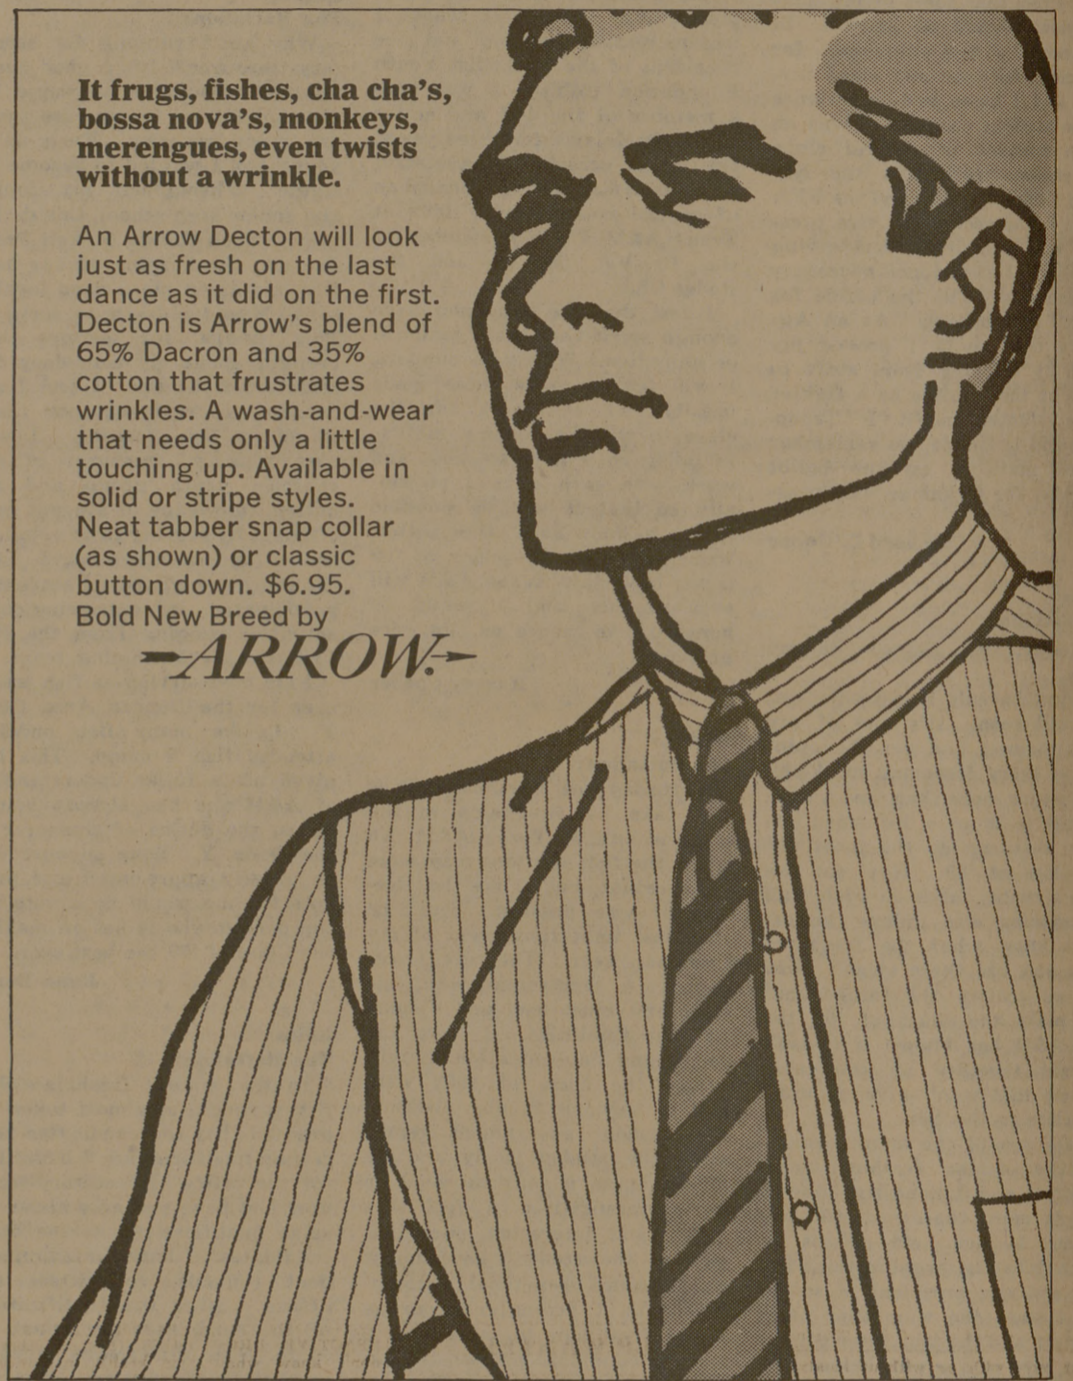 It frugs, fishes, cha cha's,
bossa nova's, monkeys,
merengues, even twists
without a wrinkle.
An Arrow Decton will look
just as fresh on the last
dance as it did on the first.
Decton is Arrow's blend of
65% Dacron and 35%
cotton that frustrates
wrinkles. A wash-and-wear
that needs only a little
touching up. Available in
solid or stripe styles.
Neat tabber snap collar
(as shown) or classic
button down. $6.95.
Bold New Breed by
ARROW.